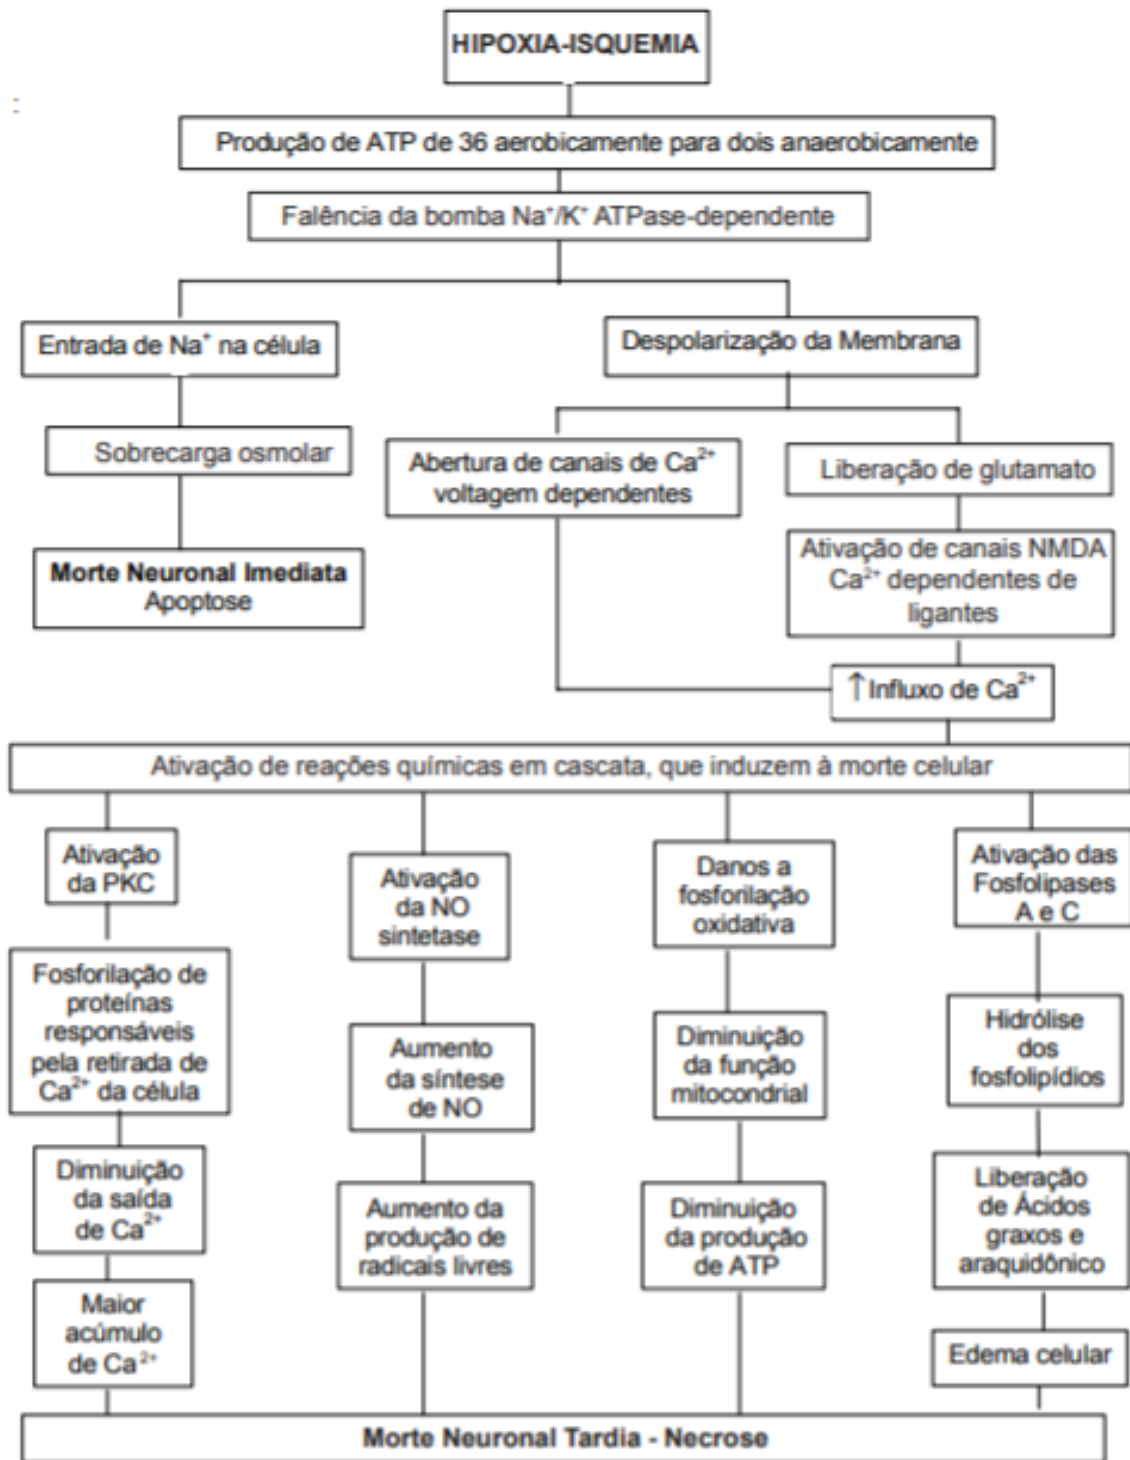 HIPOXIA-ISQUEMIA
:
Produção de ATP de 36 aerobicamente para dois anaerobicamente
Falência da bomba Na⁺/K⁺ ATPase-dependente
Entrada de Na⁺ na célula
Despolarização da Membrana
Sobrecarga osmolar
Abertura de canais de Ca²⁺
voltagem dependentes
Liberação de glutamato
Morte Neuronal Imediata
Apoptose
Ativação de canais NMDA
Ca²⁺ dependentes de
ligantes
↑Influxo de Ca²⁺
Ativação de reações químicas em cascata, que induzem à morte celular
Ativação
da PKC
Fosforilação de
proteínas
responsáveis
pela retirada de
Ca²⁺ da célula
Diminuição
da saída
de Ca²⁺
Maior
acúmulo
de Ca²⁺
Ativação
da NO
sintetase
Aumento
da síntese
de NO
Aumento da
produção de
radicais livres
Danos a
fosforilação
oxidativa
Diminuição
da função
mitocondrial
Diminuição
da produção
de ATP
Ativação das
Fosfolipases
A e C
Hidrólise
dos
fosfolipídios
Liberação
de Ácidos
graxos e
araquidônico
Edema celular
Morte Neuronal Tardia - Necrose